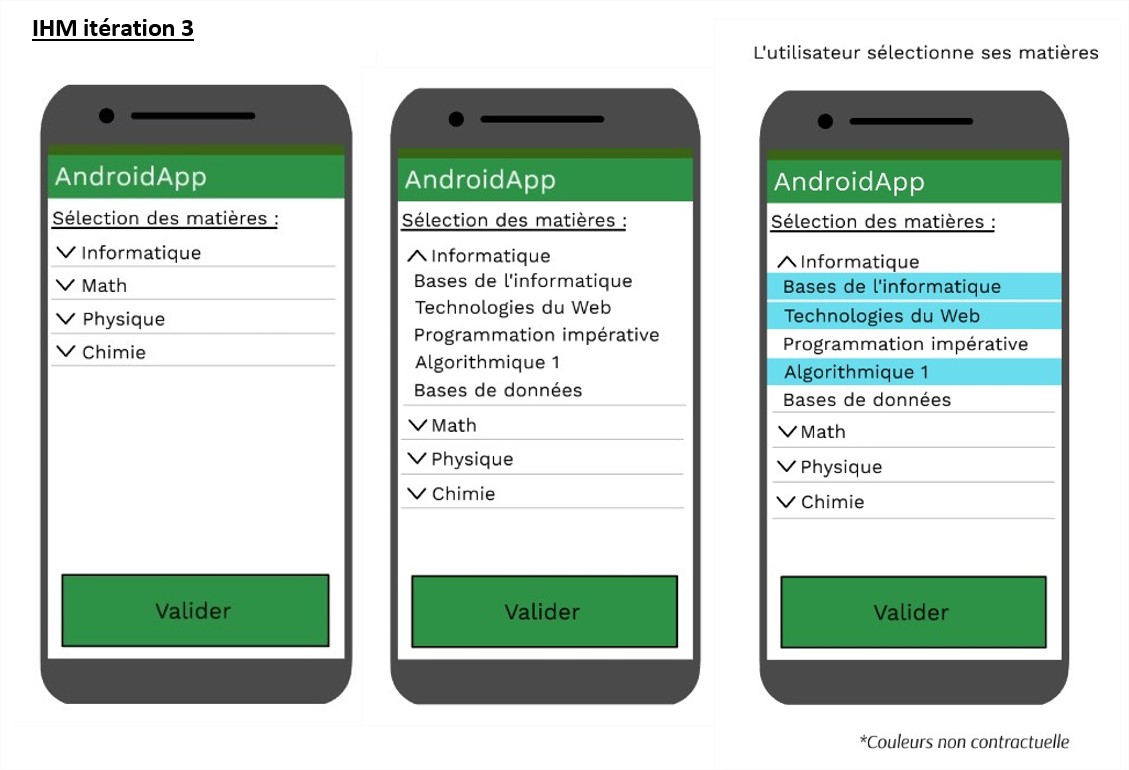 IHM itération 3
L'utilisateur sélectionne ses matières
AndroidApp
Sélection des matières :
Informatique
Math
Physique
Chimie
Valider
AndroidApp
Sélection des matières :
Informatique
Bases de l'informatique
Technologies du Web
Programmation impérative
Algorithmique 1
Bases de données
Math
Physique
Chimie
Valider
AndroidApp
Sélection des matières :
Informatique
Bases de l'informatique
Technologies du Web
Programmation impérative
Algorithmique 1
Bases de données
Math
Physique
Chimie
Valider
*Couleurs non contractuelle